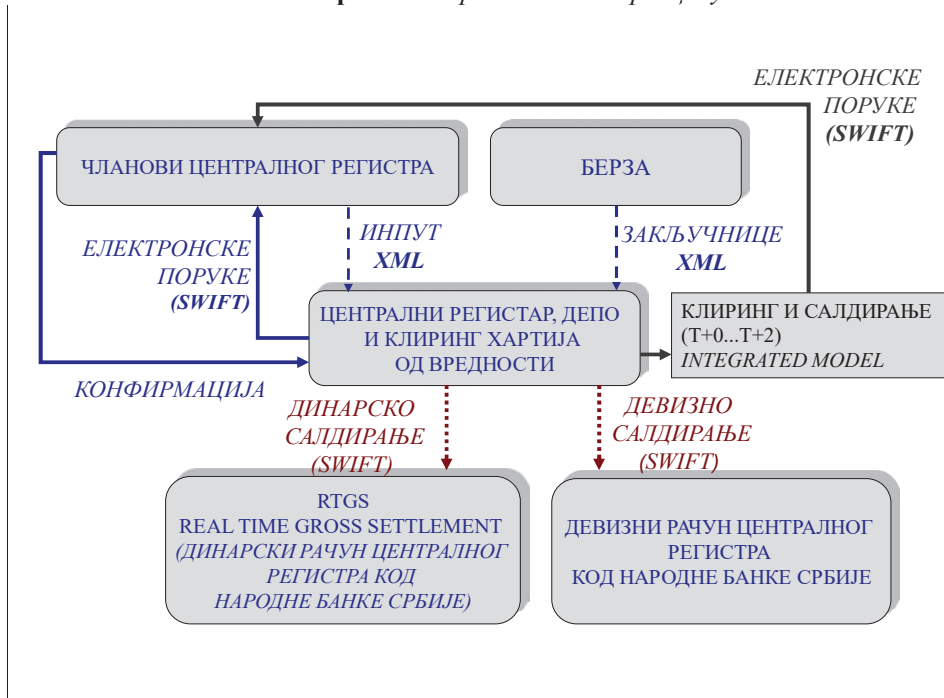 ЕЛЕКТРОНСКЕ
ПОРУКЕ
(SWIFT)
ЧЛАНОВИ ЦЕНТРАЛНОГ РЕГИСТРА
БЕРЗА
ЕЛЕКТРОНСКЕ
ПОРУКЕ
(SWIFT)
ИНПУТ
XML
ЗАКЉУЧНИЦЕ
XML
ЦЕНТРАЛНИ РЕГИСТАР, ДЕПО
И КЛИРИНГ ХАРТИЈА
ОД ВРЕДНОСТИ
КЛИРИНГ И САЛДИРАЊЕ
(T+0...T+2)
INTEGRATED MODEL
КОНФИРМАЦИЈА
ДИНАРСКО
САЛДИРАЊЕ
(SWIFT)
ДЕВИЗНО
САЛДИРАЊЕ
(SWIFT)
RTGS
REAL TIME GROSS SETTLEMENT
(ДИНАРСКИ РАЧУН ЦЕНТРАЛНОГ
РЕГИСТРА КОД
НАРОДНЕ БАНКЕ СРБИЈЕ)
ДЕВИЗНИ РАЧУН ЦЕНТРАЛНОГ
РЕГИСТРА
КОД НАРОДНЕ БАНКЕ СРБИЈЕ